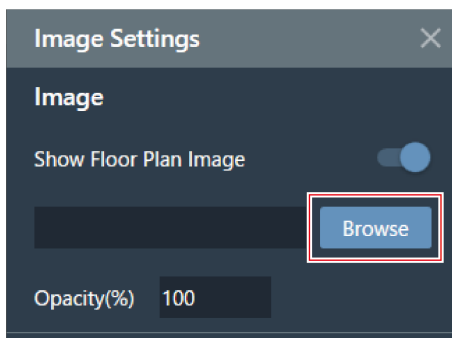 Image Settings
Image
Show Floor Plan Image
Browse
Opacity(%) 100